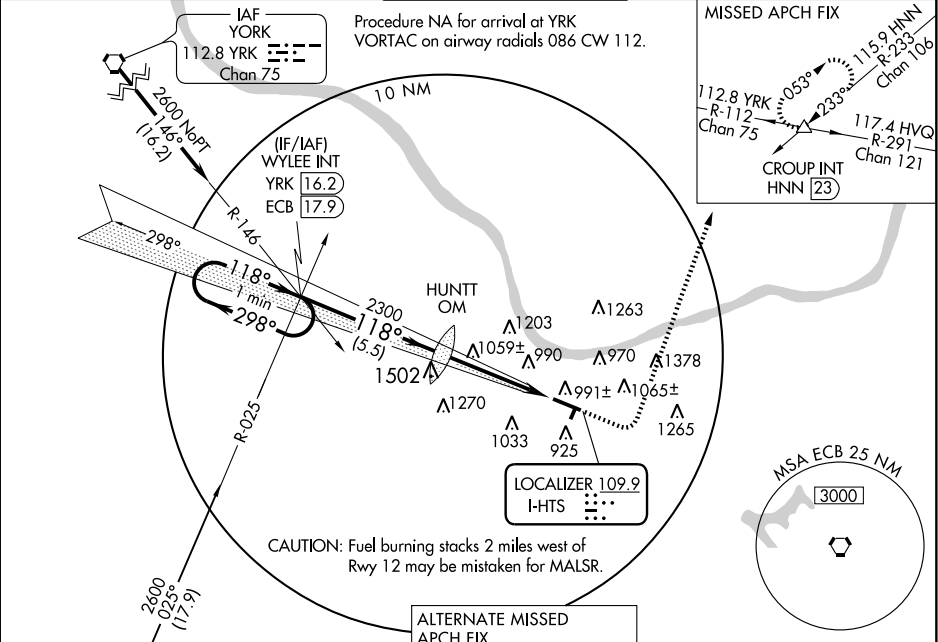 IAF
YORK
112.8 YRK
Chan 75
Procedure NA for arrival at YRK
VORTAC on airway radials 086 CW 112.
MISSED APCH FIX
115.9 HNN
R-233
Chan 106
053°
233°
112.8 YRK
R-112
Chan 75
117.4 HVQ
R-291
Chan 121
CROUP INT
HNN 23
10 NM
2600 NoPT
146°
(16.2)
(IF/IAF)
WYLEE INT
YRK 16.2
ECB 17.9
R-146
298°
118°
1 min
298°
2300
118°
(5.5)
HUNTT
OM
1263
1203
1059±
990
970
1378
1502
991±
1065±
1270
1265
1033
925
R-025
LOCALIZER 109.9
I-HTS
MSA ECB 25 NM
3000
CAUTION: Fuel burning stacks 2 miles west of
Rwy 12 may be mistaken for MALSR.
2600
025°
(17.9)
ALTERNATE MISSED
APCH FIX